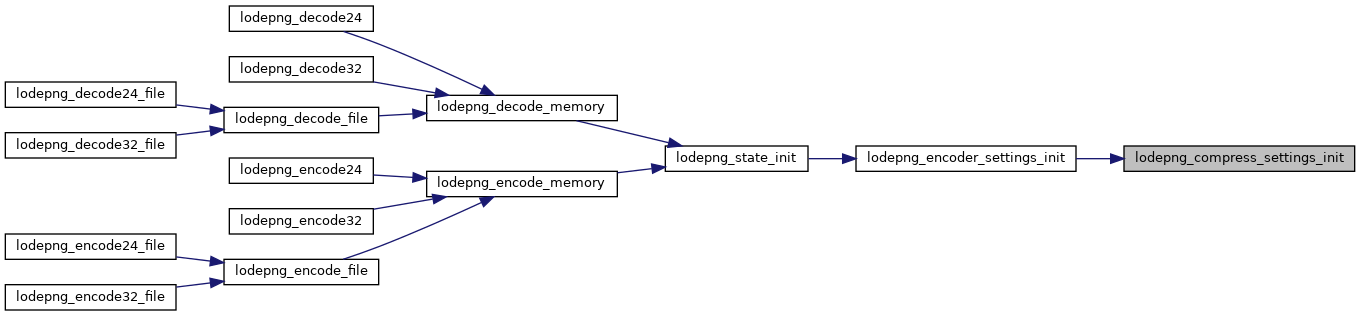 lodepng_decode24
lodepng_decode32
lodepng_decode24_file
lodepng_decode_memory
lodepng_decode_file
lodepng_decode32_file
lodepng_state_init
lodepng_encoder_settings_init
lodepng_compress_settings_init
lodepng_encode24
lodepng_encode_memory
lodepng_encode32
lodepng_encode24_file
lodepng_encode_file
lodepng_encode32_file